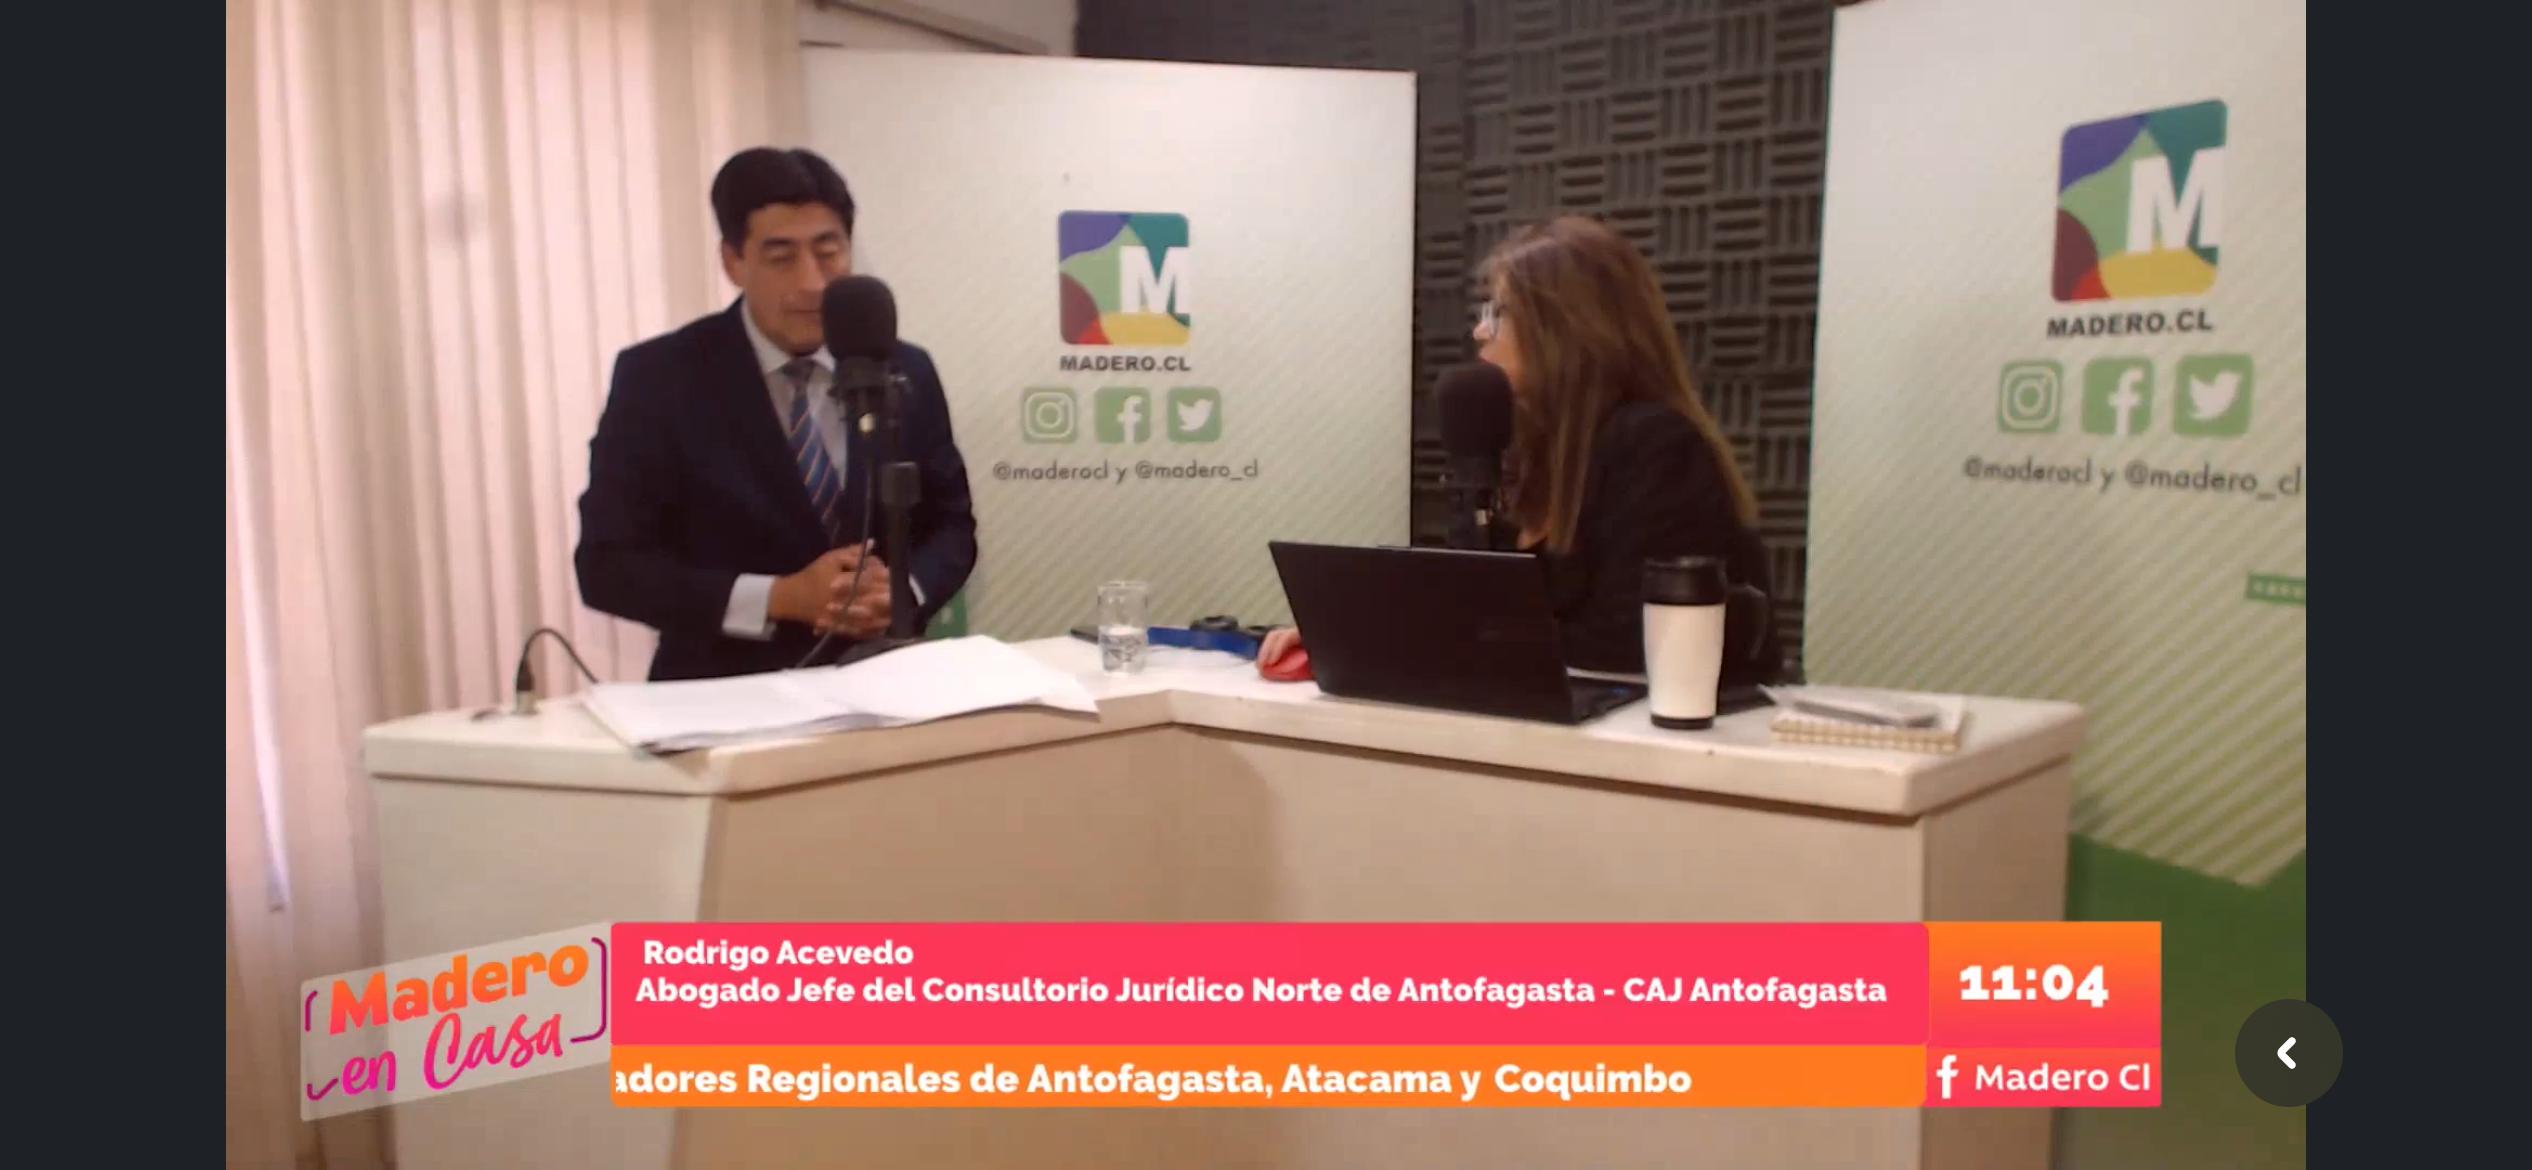 M
MADERO.CL
@maderocl y @madero_cl
M
MADERO.CL
@maderocl y @madero_cl
Madero
en Casa
Rodrigo Acevedo
Abogado Jefe del Consultorio Jurídico Norte de Antofagasta - CAJ Antofagasta
11:04
adores Regionales de Antofagasta, Atacama y Coquimbo
f Madero Cl